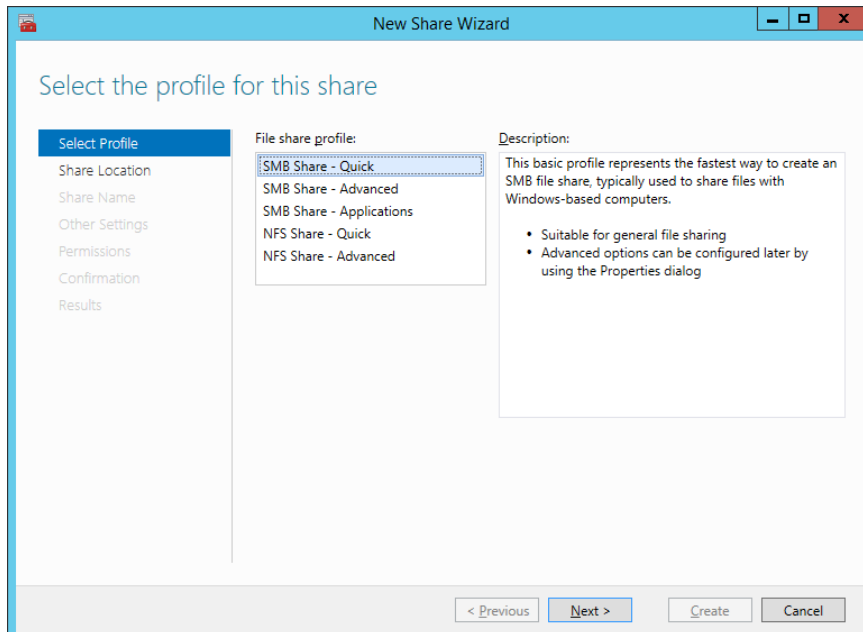 New Share Wizard
Select the profile for this share
Select Profile
Share Location
Share Name
Other Settings
Permissions
Confirmation
Results
File share profile:
SMB Share - Quick
SMB Share - Advanced
SMB Share - Applications
NFS Share - Quick
NFS Share - Advanced
Description:
This basic profile represents the fastest way to create an
SMB file share, typically used to share files with
Windows-based computers.
• Suitable for general file sharing
• Advanced options can be configured later by
using the Properties dialog
< Previous
Next >
Create
Cancel